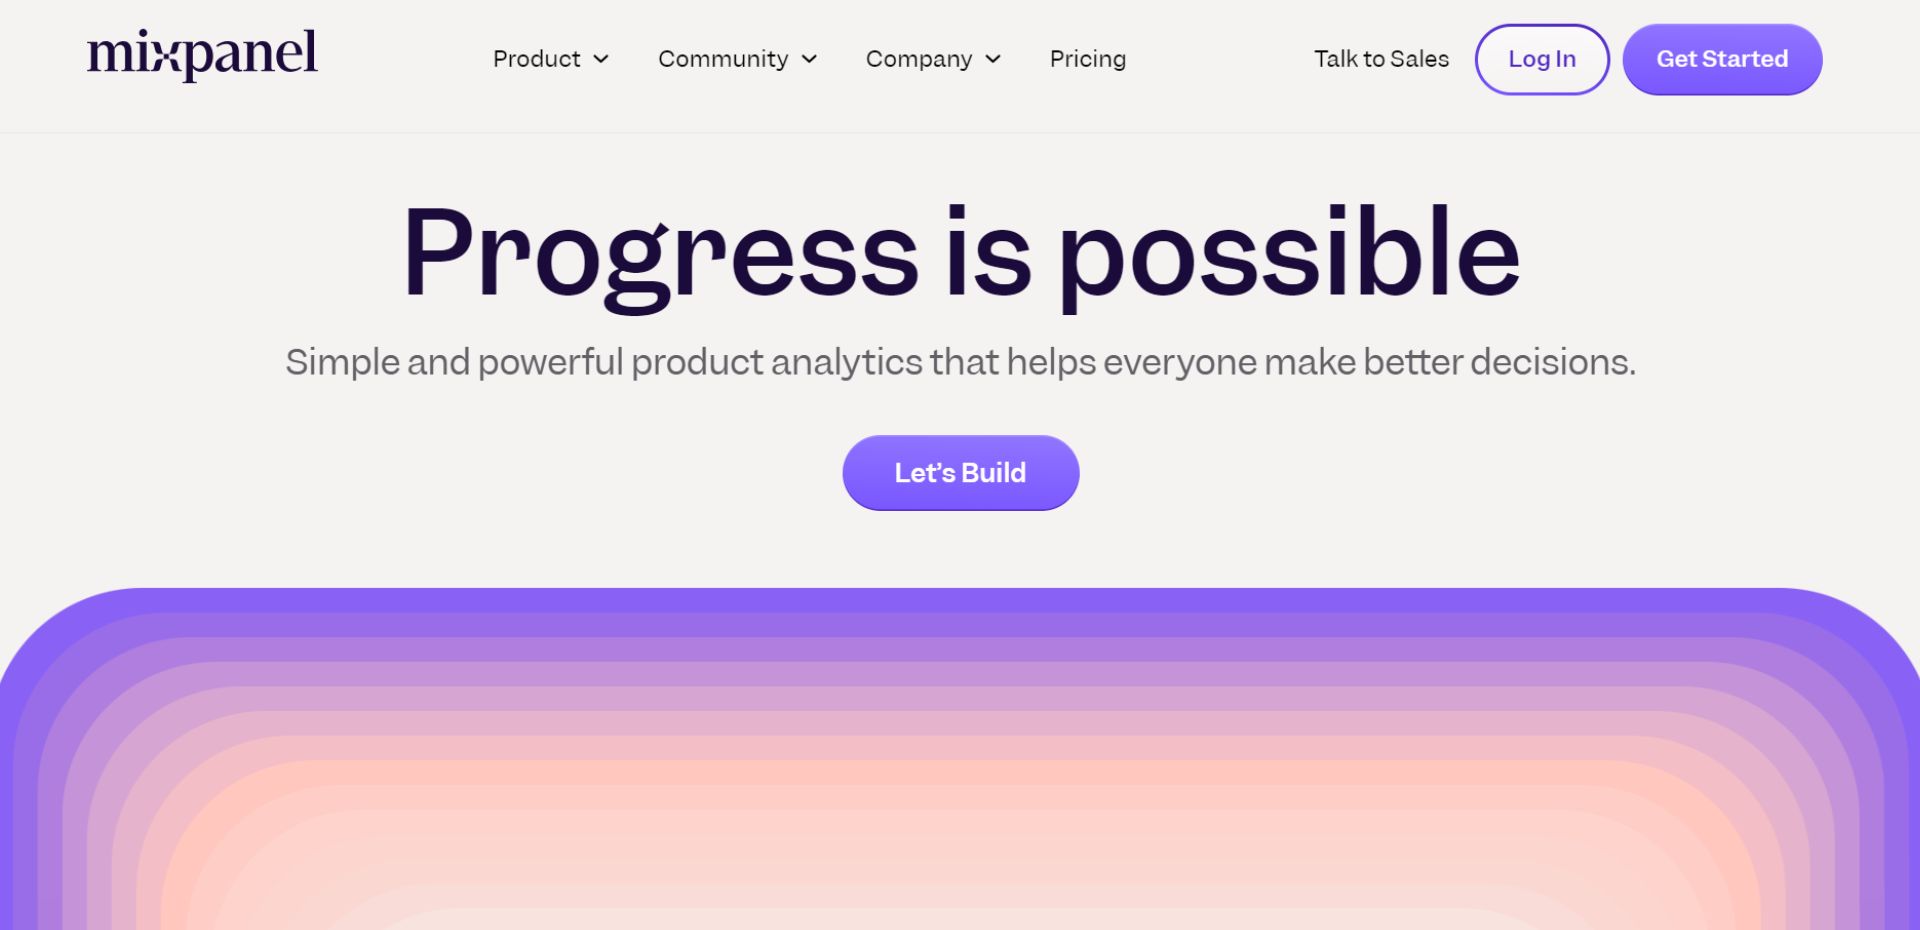 mixpanel
Product
Community
Company
Pricing
Talk to Sales
Log In
Get Started
Progress is possible
Simple and powerful product analytics that helps everyone make better decisions.
Let’s Build